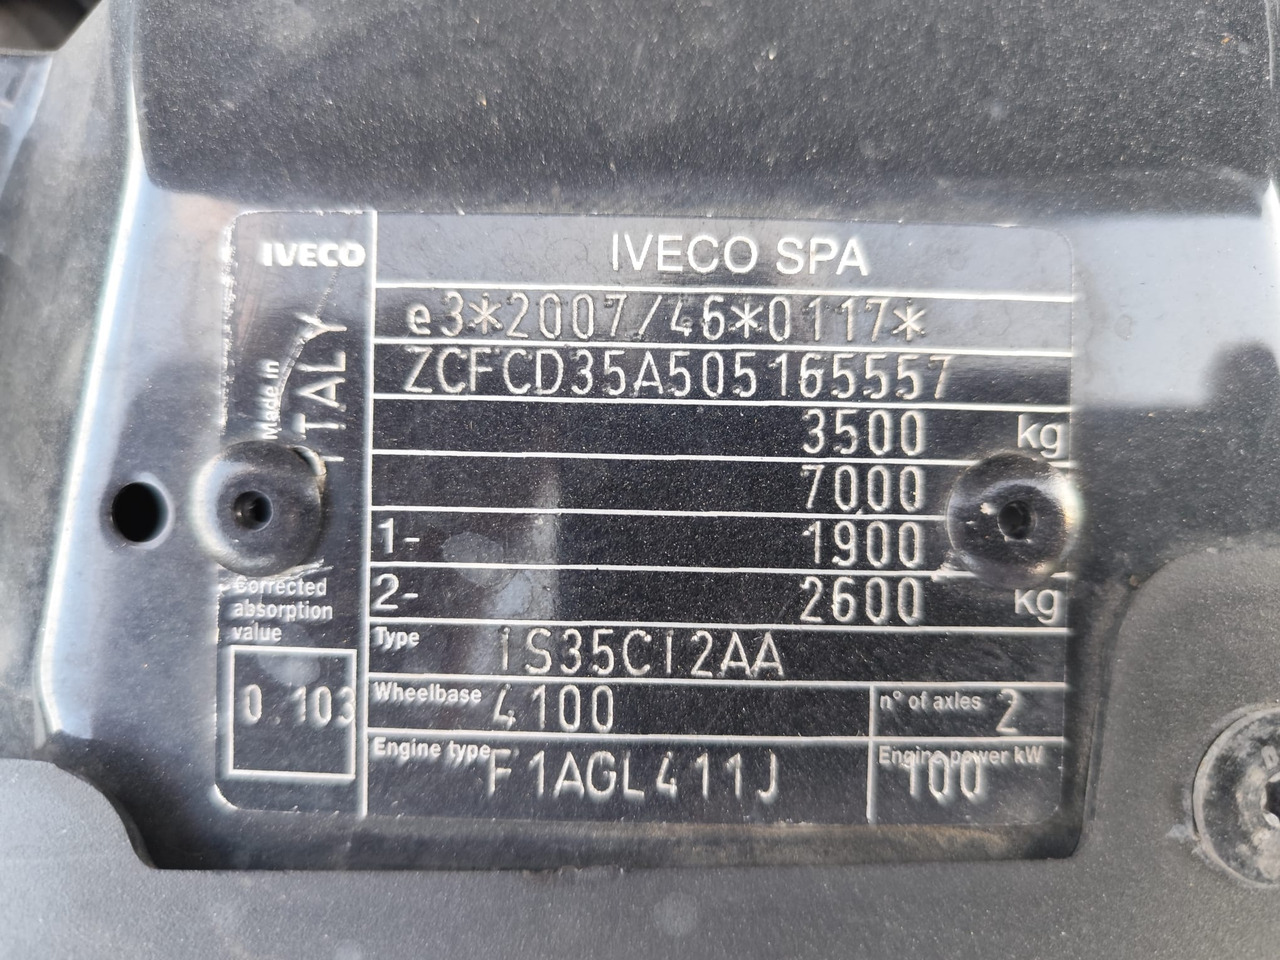 IVECO
IVECO SPA
Made in
ITALY
e3*2007/46*0117*
ZCFCD35A505165557
3500 kg
7000
1- 1900
2- 2600 kg
Corrected
absorption
value
0.103
Type IS35CI2AA
Wheelbase 4100
n° of axles 2
Engine type F1AGL411J
Engine power kW
100